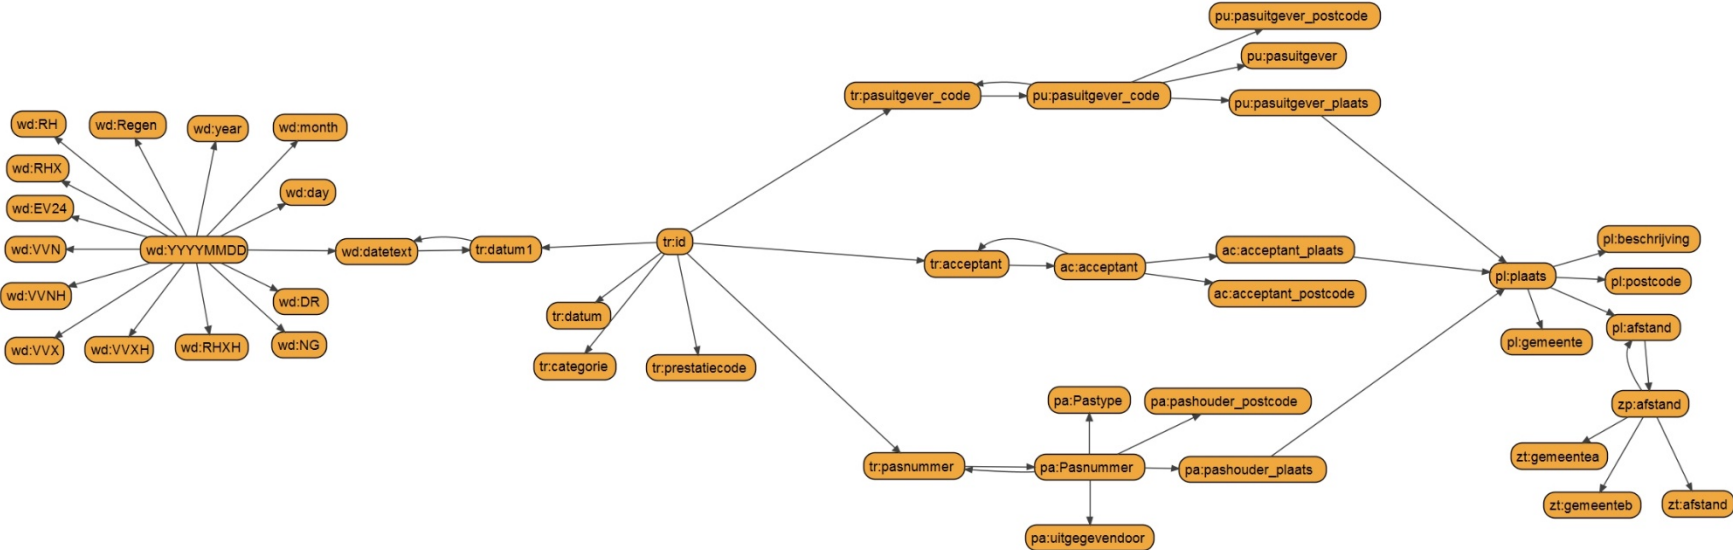 pu:pasuitgever_postcode
pu:pasuitgever
tr:pasuitgever_code
pu:pasuitgever_code
pu:pasuitgever_plaats
wd:RH
wd:Regen
wd:year
wd:month
wd:RHX
wd:day
wd:EV24
wd:VVN
wd:YYYYMMDD
wd:datetext
tr:datum1
tr:id
tr:acceptant
ac:acceptant
ac:acceptant_plaats
ac:acceptant_postcode
pl:beschrijving
pl:plaats
pl:postcode
wd:VVNH
wd:DR
tr:datum
pl:afstand
pl:gemeente
wd:VVX
wd:VVXH
wd:RHXH
wd:NG
tr:categorie
tr:prestatiecode
pa:Pastype
pa:pashouder_postcode
zp:afstand
tr:pasnummer
pa:Pasnummer
pa:pashouder_plaats
zt:gemeentea
zt:gemeenteb
zt:afstand
pa:uitgegevendoor